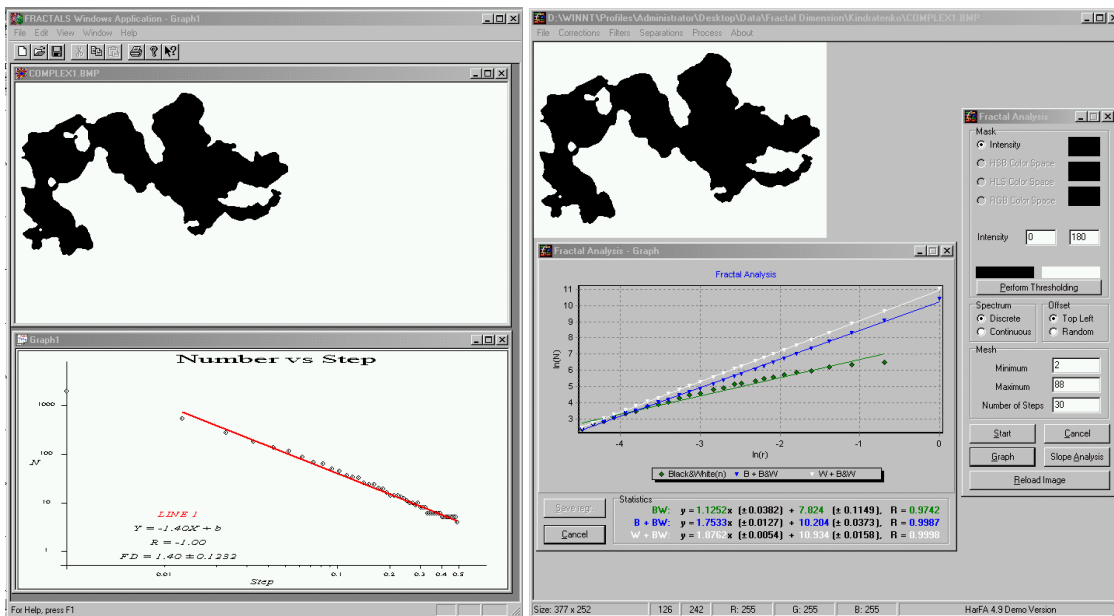 FRACTALS Windows Application - Graph1
File Edit View Window Help
COMPLEX1.BMP
Graph1
Number vs Step
1000
100
N
10
1
LINE 1
Y = -1.40X + b
R = -1.00
FD = 1.40 ± 0.1232
0.01 0.1 0.2 0.3 0.4 0.5
Step
For Help, press F1
D:\WINNT\Profiles\Administrator\Desktop\Data\Fractal Dimension\Kindratenko\COMPLEX1.BMP
File Corrections Filters Separations Process About
Fractal Analysis - Graph
Fractal Analysis
11
10
9
8
7
6
5
4
3
ln(N)
-4 -3 -2 -1 0
ln(r)
Black&White(n) B + B&W W + B&W
Save regr.
Cancel
Statistics
BW: y = 1.1252x (± 0.0382) + 7.824 (± 0.1149), R = 0.9742
B + BW: y = 1.7533x (± 0.0127) + 10.204 (± 0.0373), R = 0.9987
W + BW: y = 1.8762x (± 0.0054) + 10.934 (± 0.0158), R = 0.9998
Fractal Analysis
Mask
Intensity
HSB Color Space
HLS Color Space
RGB Color Space
Intensity 0 180
Perform Thresholding
Spectrum
Discrete
Continuous
Offset
Top Left
Random
Mesh
Minimum 2
Maximum 88
Number of Steps 30
Start Cancel
Graph Slope Analysis
Reload Image
Size: 377 x 252 126 242 R: 255 G: 255 B: 255 HarFA 4.9 Demo Version